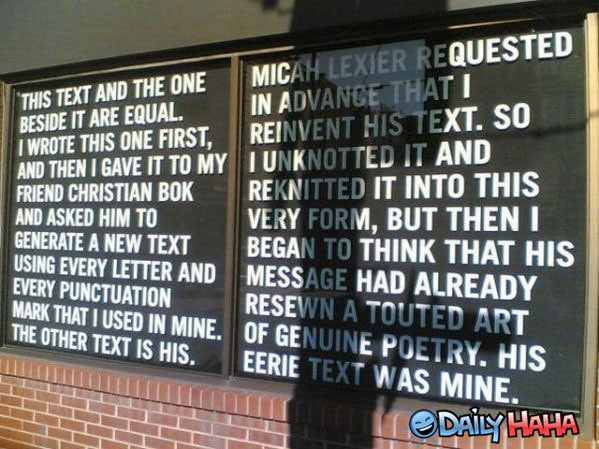 THIS TEXT AND THE ONE
BESIDE IT ARE EQUAL.
I WROTE THIS ONE FIRST,
AND THEN I GAVE IT TO MY
FRIEND CHRISTIAN BOK
AND ASKED HIM TO
GENERATE A NEW TEXT
USING EVERY LETTER AND
EVERY PUNCTUATION
MARK THAT I USED IN MINE.
THE OTHER TEXT IS HIS.
MICAH LEXIER REQUESTED
IN ADVANCE THAT I
REINVENT HIS TEXT. SO
I UNKNOTTED IT AND
REKNITTED IT INTO THIS
VERY FORM, BUT THEN I
BEGAN TO THINK THAT HIS
MESSAGE HAD ALREADY
RESEWN A TOUTED ART
OF GENUINE POETRY. HIS
EERIE TEXT WAS MINE.
DAILY HAHA